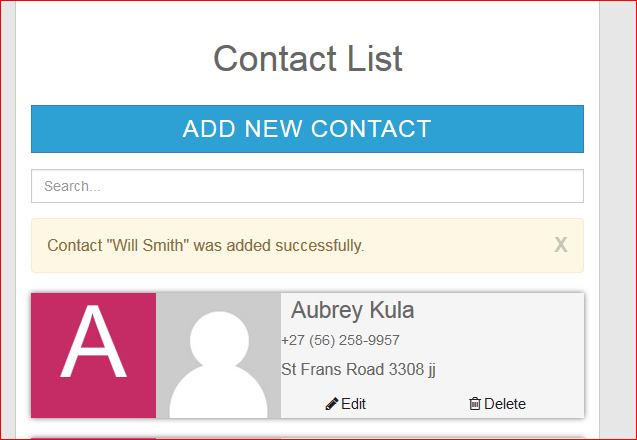 Contact List
ADD NEW CONTACT
Search...
Contact "Will Smith" was added successfully.
X
A
Aubrey Kula
+27 (56) 258-9957
St Frans Road 3308 jj
Edit
Delete